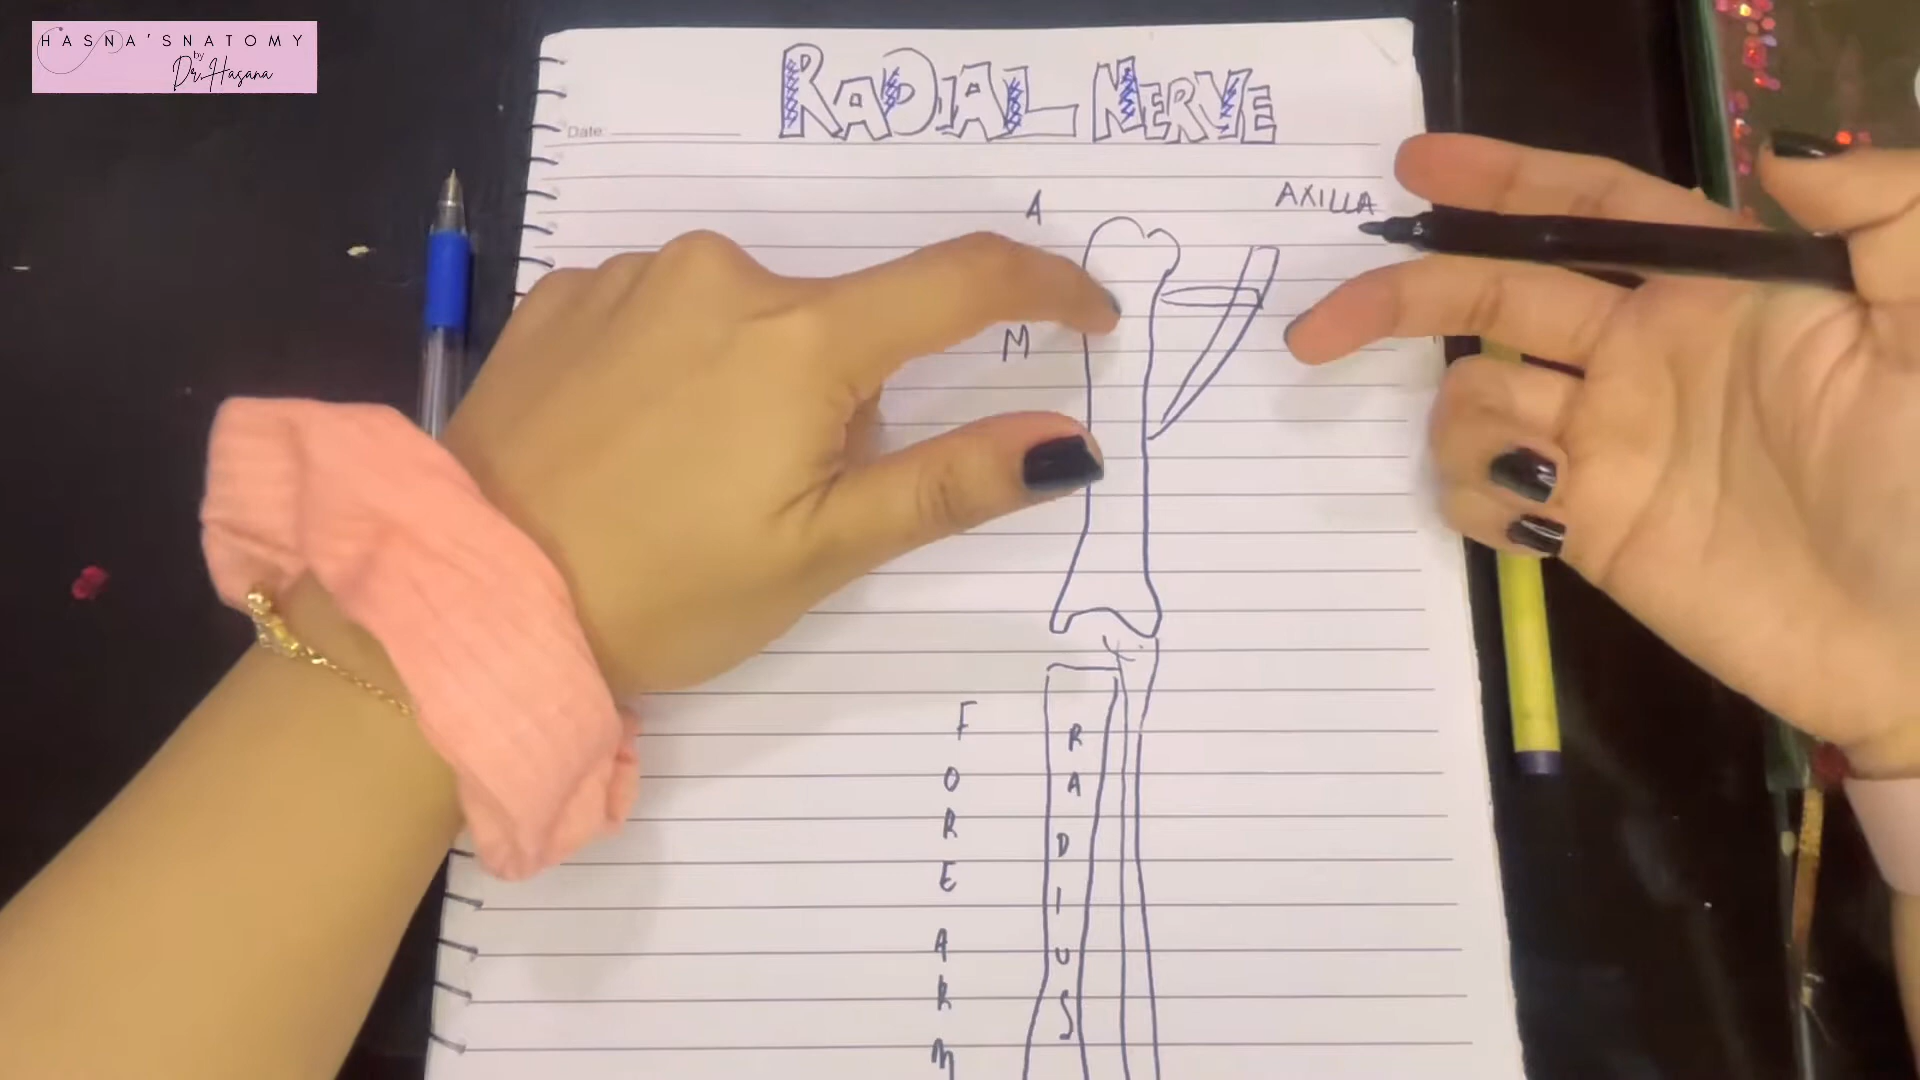 HASNA'SNATOMY
by
Dr.Hasana
RADIAL NERVE
Date:
AXILLA
A
M
F
O
R
E
A
R
M
R
A
D
I
U
S